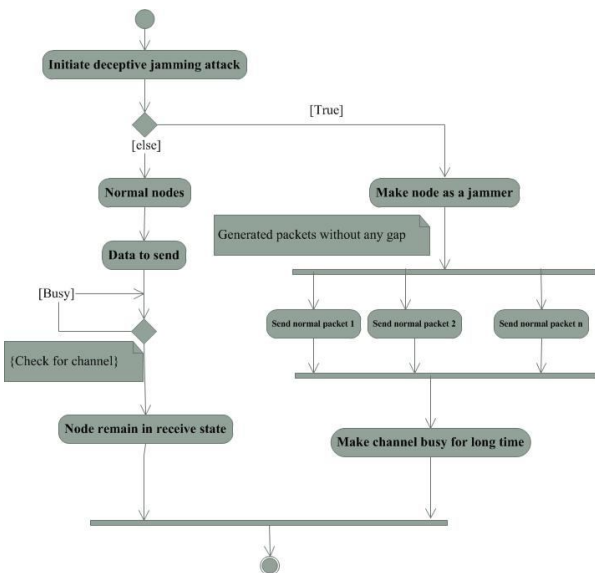 Initiate deceptive jamming attack
[True]
[else]
Normal nodes
Make node as a jammer
Generated packets without any gap
Data to send
[Busy]
Send normal packet 1
Send normal packet 2
Send normal packet n
{Check for channel}
Node remain in receive state
Make channel busy for long time